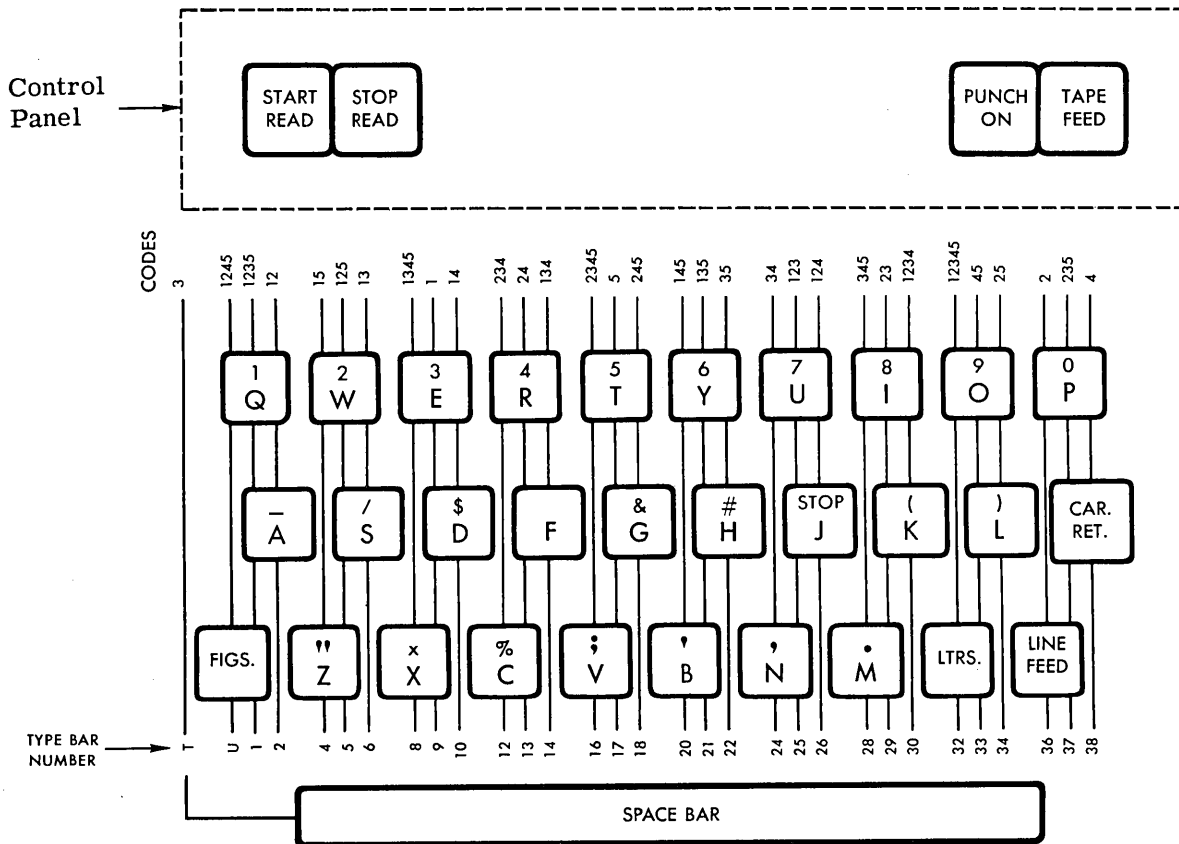 Control
Panel
START READ
STOP READ
PUNCH ON
TAPE FEED
CODES
3 1245 1235 12 15 125 13 1345 1 14 234 24 134 2345 5 245 145 135 35 34 123 124 345 23 1234 12345 45 25 2 235 4
1 Q 2 W 3 E 4 R 5 T 6 Y 7 U 8 I 9 O 0 P
— A / S $ D F & G # H STOP J ( K ) L CAR. RET.
FIGS. " Z x X % C ; V ' B , N . M LTRS. LINE FEED
TYPE BAR
NUMBER
T U 1 2 4 5 6 8 9 10 12 13 14 16 17 18 20 21 22 24 25 26 28 29 30 32 33 34 36 37 38
SPACE BAR